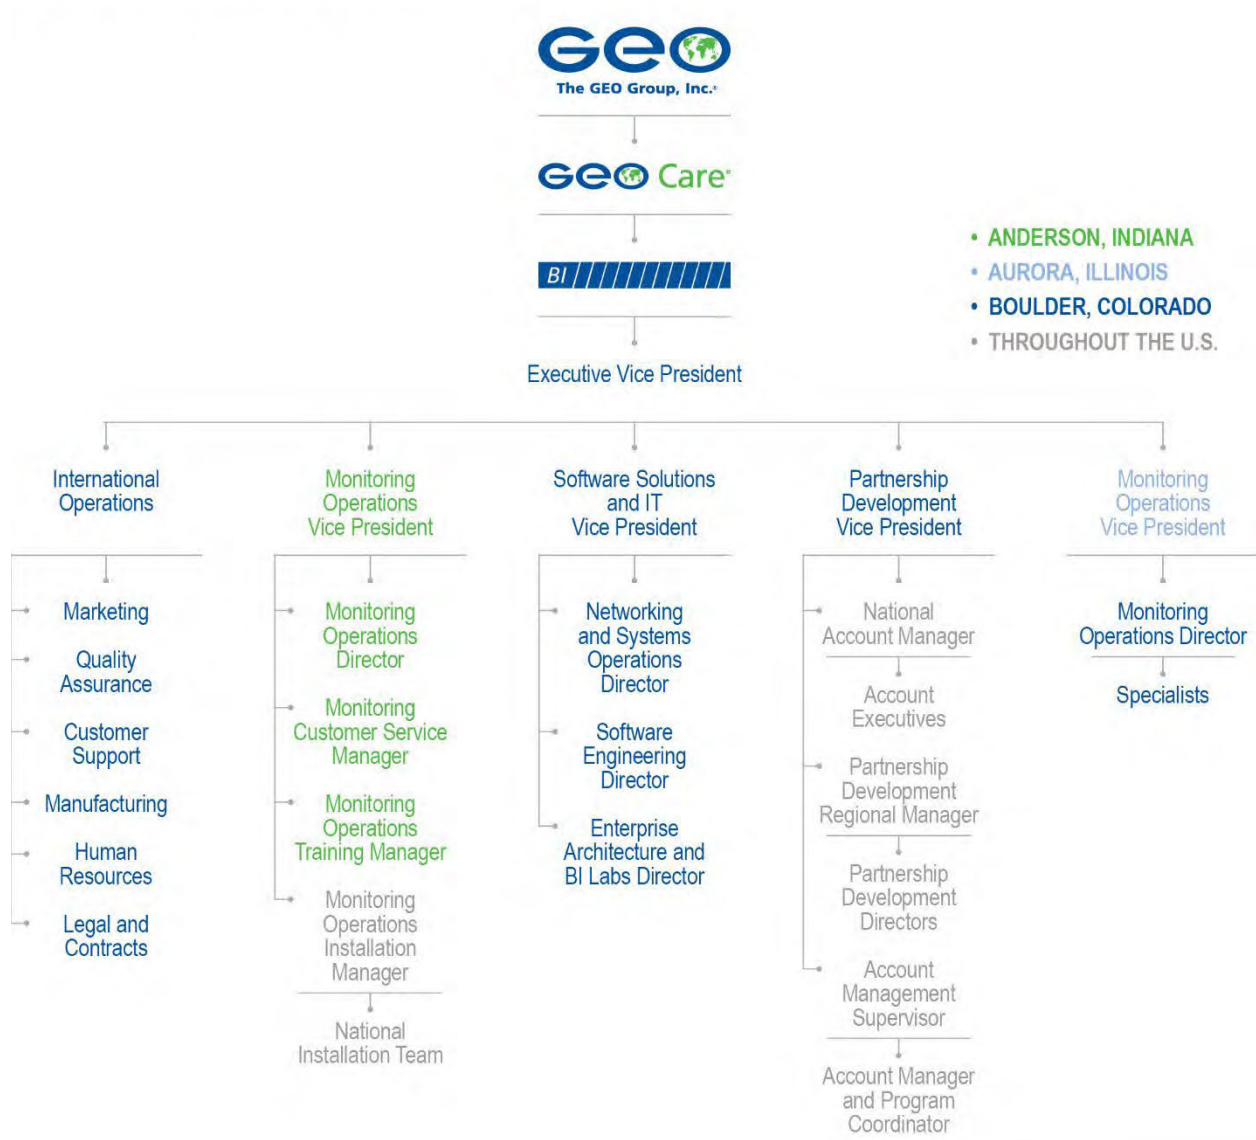 GEO
The GEO Group, Inc.®
GEO Care®
BI
• ANDERSON, INDIANA
• AURORA, ILLINOIS
• BOULDER, COLORADO
• THROUGHOUT THE U.S.
Executive Vice President
International
Operations
Marketing
Quality
Assurance
Customer
Support
Manufacturing
Human
Resources
Legal and
Contracts
Monitoring
Operations
Vice President
Monitoring
Operations
Director
Monitoring
Customer Service
Manager
Monitoring
Operations
Training Manager
Monitoring
Operations
Installation
Manager
National
Installation Team
Software Solutions
and IT
Vice President
Networking
and Systems
Operations
Director
Software
Engineering
Director
Enterprise
Architecture and
BI Labs Director
Partnership
Development
Vice President
National
Account Manager
Account
Executives
Partnership
Development
Regional Manager
Partnership
Development
Directors
Account
Management
Supervisor
Account Manager
and Program
Coordinator
Monitoring
Operations
Vice President
Monitoring
Operations Director
Specialists